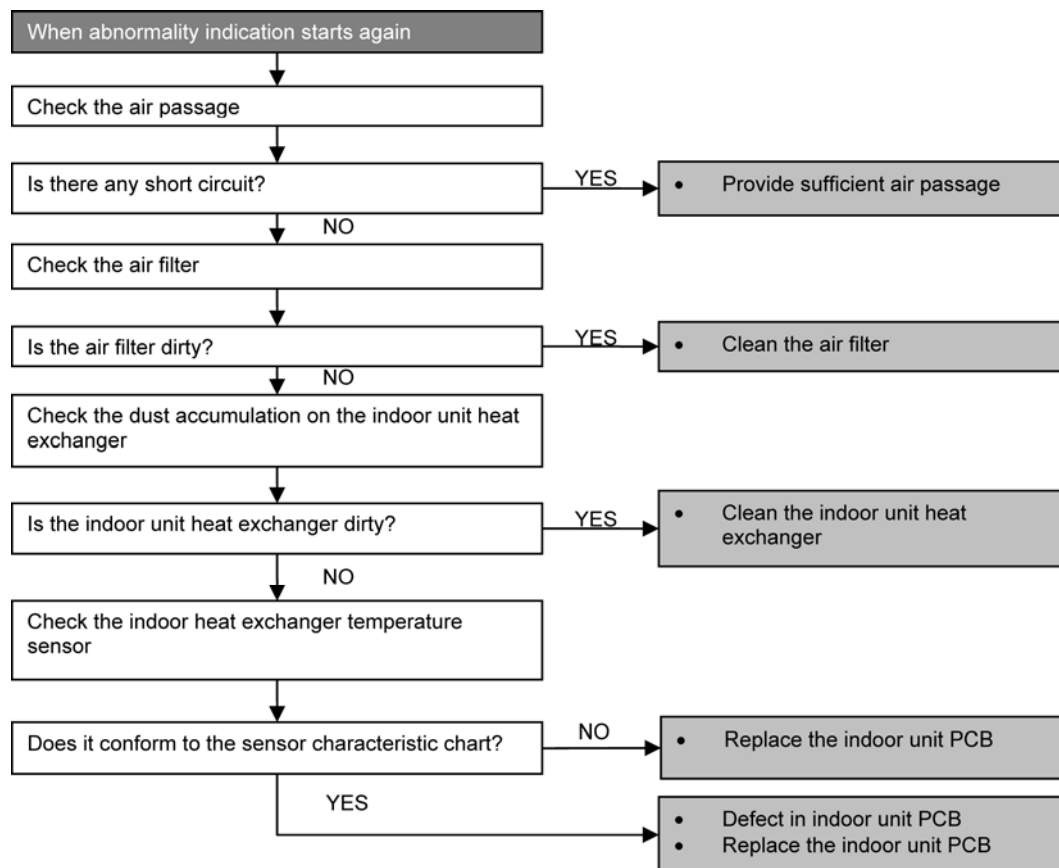 When abnormality indication starts again
Check the air passage
Is there any short circuit?
YES
• Provide sufficient air passage
NO
Check the air filter
Is the air filter dirty?
YES
• Clean the air filter
NO
Check the dust accumulation on the indoor unit heat
exchanger
Is the indoor unit heat exchanger dirty?
YES
• Clean the indoor unit heat
exchanger
NO
Check the indoor heat exchanger temperature
sensor
Does it conform to the sensor characteristic chart?
NO
• Replace the indoor unit PCB
YES
• Defect in indoor unit PCB
• Replace the indoor unit PCB